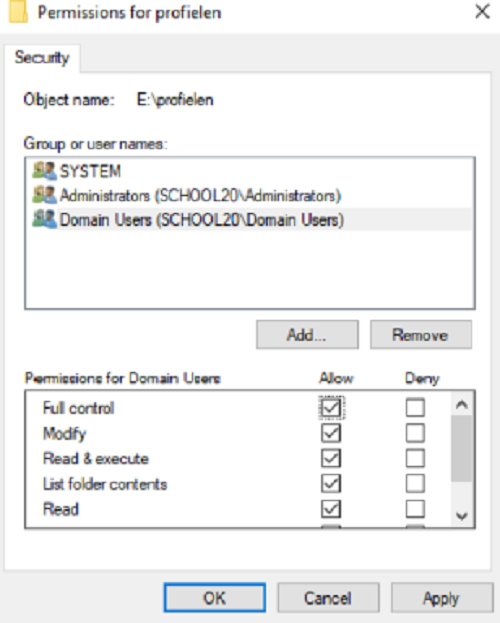 Permissions for profielen
Security
Object name: E:\profielen
Group or user names:
SYSTEM
Administrators (SCHOOL20\Administrators)
Domain Users (SCHOOL20\Domain Users)
Add... Remove
Permissions for Domain Users Allow Deny
Full control
Modify
Read & execute
List folder contents
Read
OK Cancel Apply